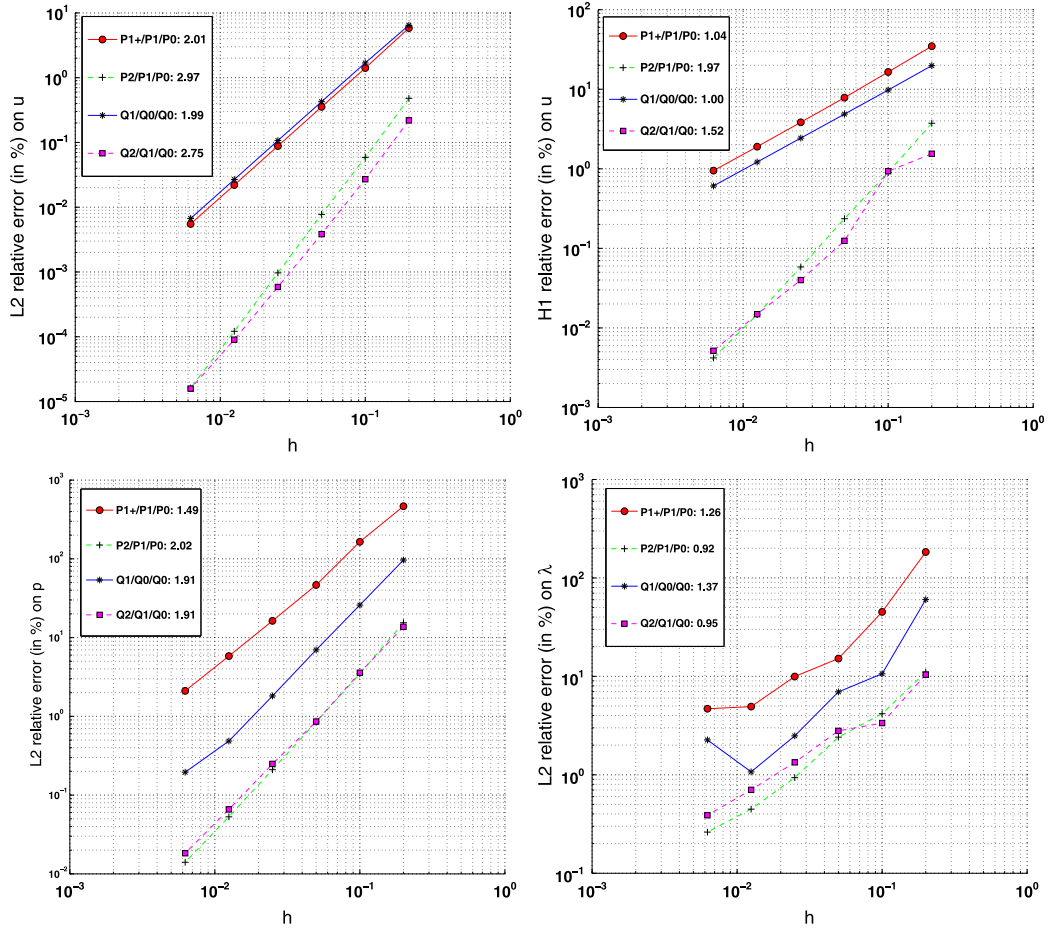 L2 relative error (in %) on u
10^1
10^0
10^-1
10^-2
10^-3
10^-4
10^-5
P1+/P1/P0: 2.01
P2/P1/P0: 2.97
Q1/Q0/Q0: 1.99
Q2/Q1/Q0: 2.75
10^-3
10^-2
10^-1
10^0
h
H1 relative error (in %) on u
10^2
10^1
10^0
10^-1
10^-2
10^-3
P1+/P1/P0: 1.04
P2/P1/P0: 1.97
Q1/Q0/Q0: 1.00
Q2/Q1/Q0: 1.52
10^-3
10^-2
10^-1
10^0
h
L2 relative error (in %) on p
10^3
10^2
10^1
10^0
10^-1
10^-2
P1+/P1/P0: 1.49
P2/P1/P0: 2.02
Q1/Q0/Q0: 1.91
Q2/Q1/Q0: 1.91
10^-3
10^-2
10^-1
10^0
h
L2 relative error (in %) on λ
10^3
10^2
10^1
10^0
10^-1
P1+/P1/P0: 1.26
P2/P1/P0: 0.92
Q1/Q0/Q0: 1.37
Q2/Q1/Q0: 0.95
10^-3
10^-2
10^-1
10^0
h